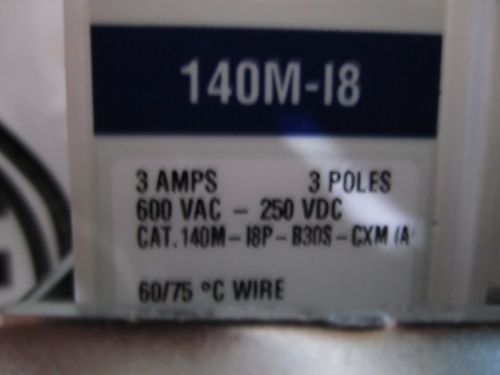 140M-I8
3 AMPS 3 POLES
600 VAC - 250 VDC
CAT. 140M-I8P-B30S-CXM /A
60/75 °C WIRE